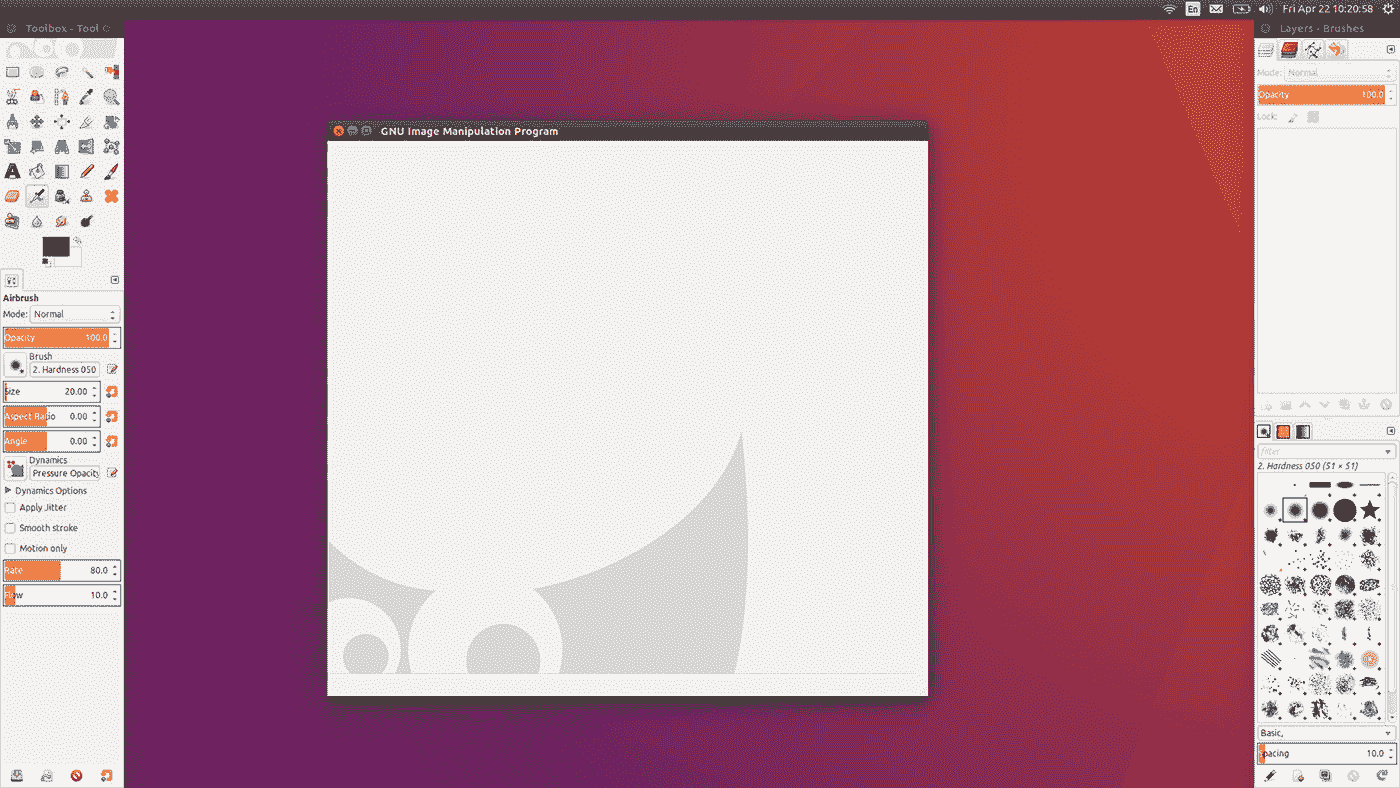 En
Fri Apr 22 10:20:58
Toolbox - Tool
Layers - Brushes
GNU Image Manipulation Program
Airbrush
Mode: Normal
Opacity 100.0
Brush
2. Hardness 050
Size 20.00
Aspect Ratio 0.00
Angle 0.00
Dynamics
Pressure Opacity
Dynamics Options
Apply Jitter
Smooth stroke
Motion only
Rate 80.0
Flow 10.0
Mode: Normal
Opacity 100.0
Lock:
filter
2. Hardness 050 (51 × 51)
Basic,
pacing 10.0